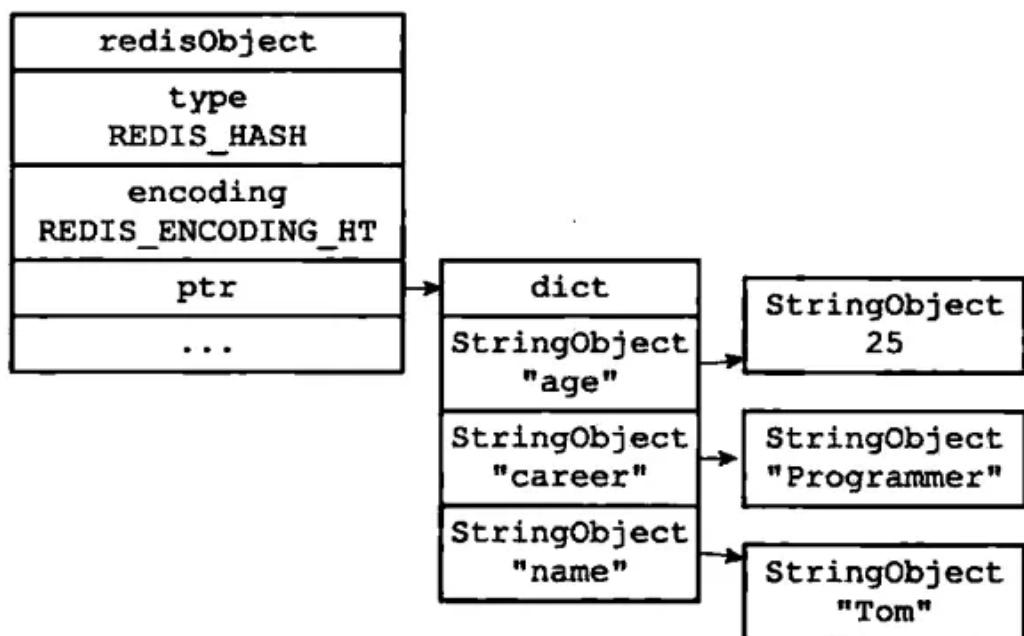 redisObject
type
REDIS_HASH
encoding
REDIS_ENCODING_HT
ptr
...
dict
StringObject
"age"
StringObject
"career"
StringObject
"name"
StringObject
25
StringObject
"Programmer"
StringObject
"Tom"